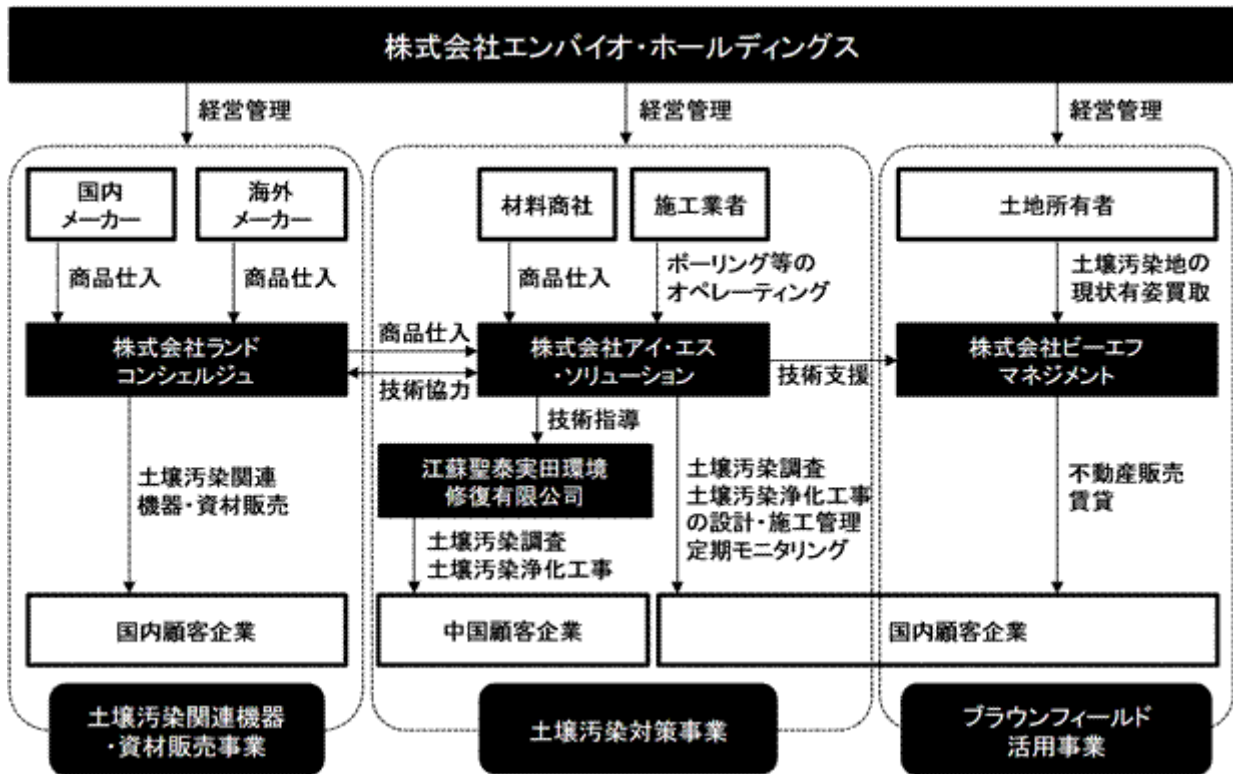 株式会社エンバイオ・ホールディングス
経営管理
経営管理
経営管理
国内
メーカー
海外
メーカー
材料商社
施工業者
土地所有者
商品仕入
商品仕入
商品仕入
ボーリング等の
オペレーティング
土壌汚染地の
現状有姿買取
株式会社ランド
コンシェルジュ
商品仕入
技術協力
株式会社アイ・エス
・ソリューション
技術支援
株式会社ビーエフ
マネジメント
技術指導
江蘇聖泰実田環境
修復有限公司
土壌汚染関連
機器・資材販売
土壌汚染調査
土壌汚染浄化工事
の設計・施工管理
定期モニタリング
不動産販売
賃貸
土壌汚染調査
土壌汚染浄化工事
国内顧客企業
中国顧客企業
国内顧客企業
土壌汚染関連機器
・資材販売事業
土壌汚染対策事業
ブラウンフィールド
活用事業